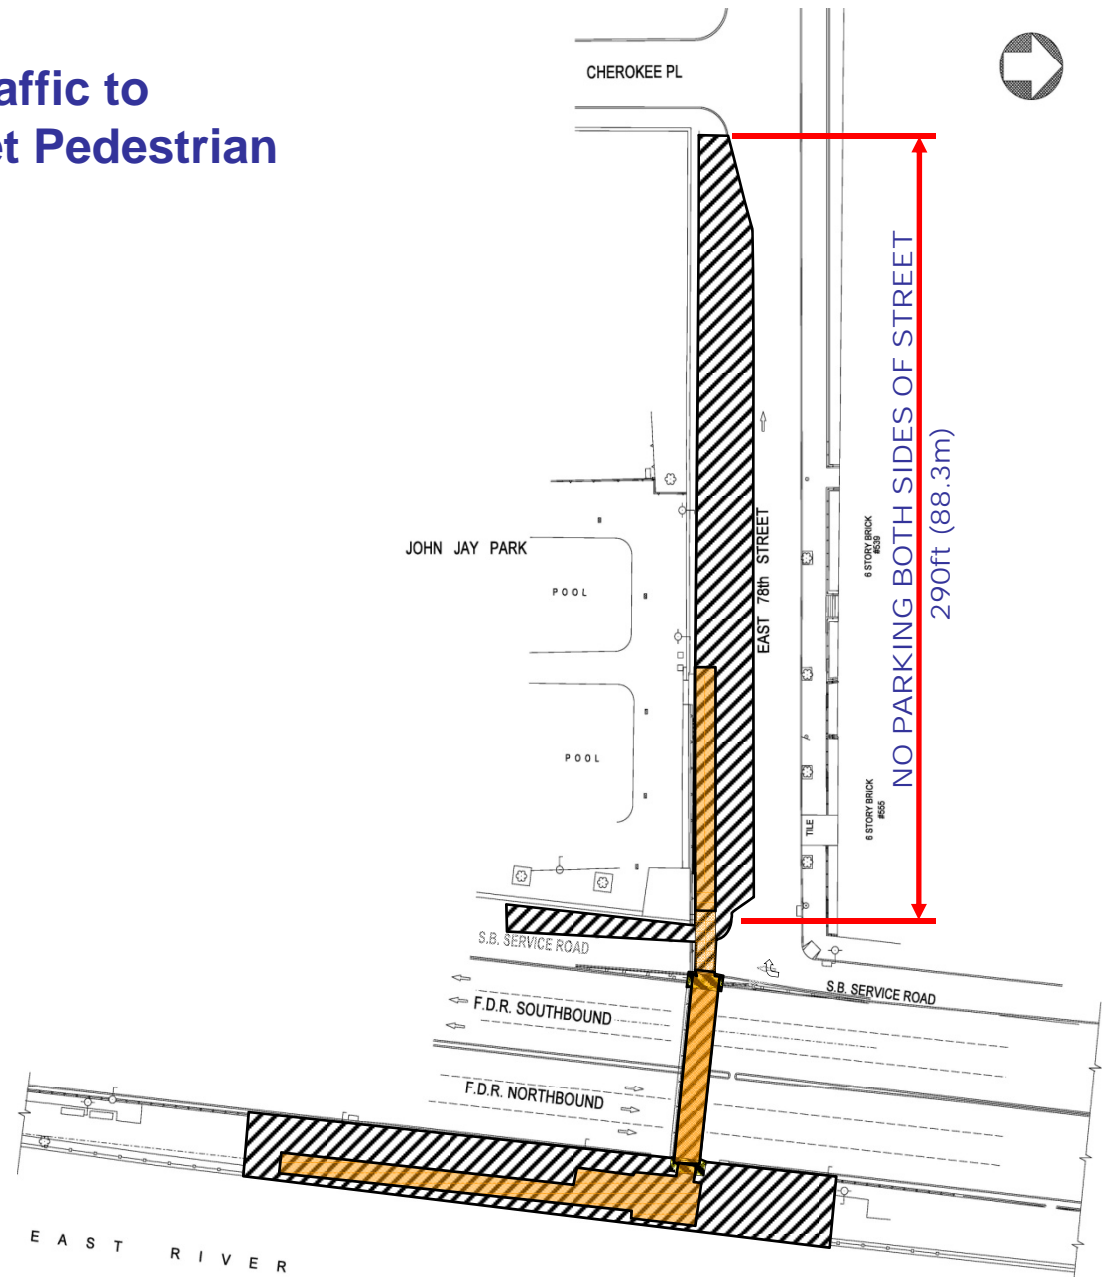 affic to
et Pedestrian
CHEROKEE PL
NO PARKING BOTH SIDES OF STREET
290ft (88.3m)
6 STORY BRICK
#539
EAST 78th STREET
JOHN JAY PARK
POOL
POOL
6 STORY BRICK
#555
TILE
S.B. SERVICE ROAD
S.B. SERVICE ROAD
F.D.R. SOUTHBOUND
F.D.R. NORTHBOUND
EAST RIVER